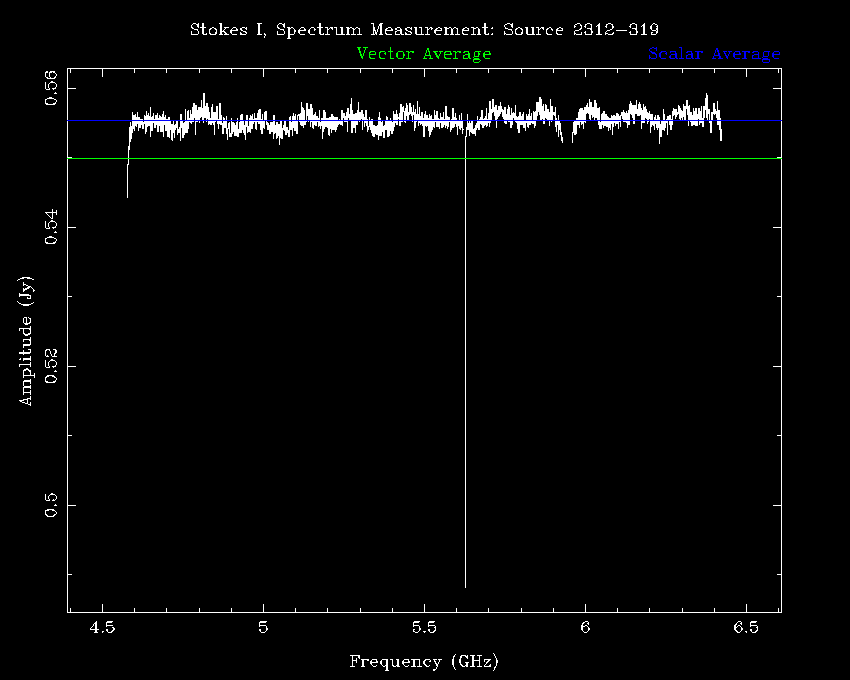 Stokes I, Spectrum Measurement: Source 2312−319
Vector Average Scalar Average
0.56
0.54
0.52
0.5
Amplitude (Jy)
4.5 5 5.5 6 6.5
Frequency (GHz)